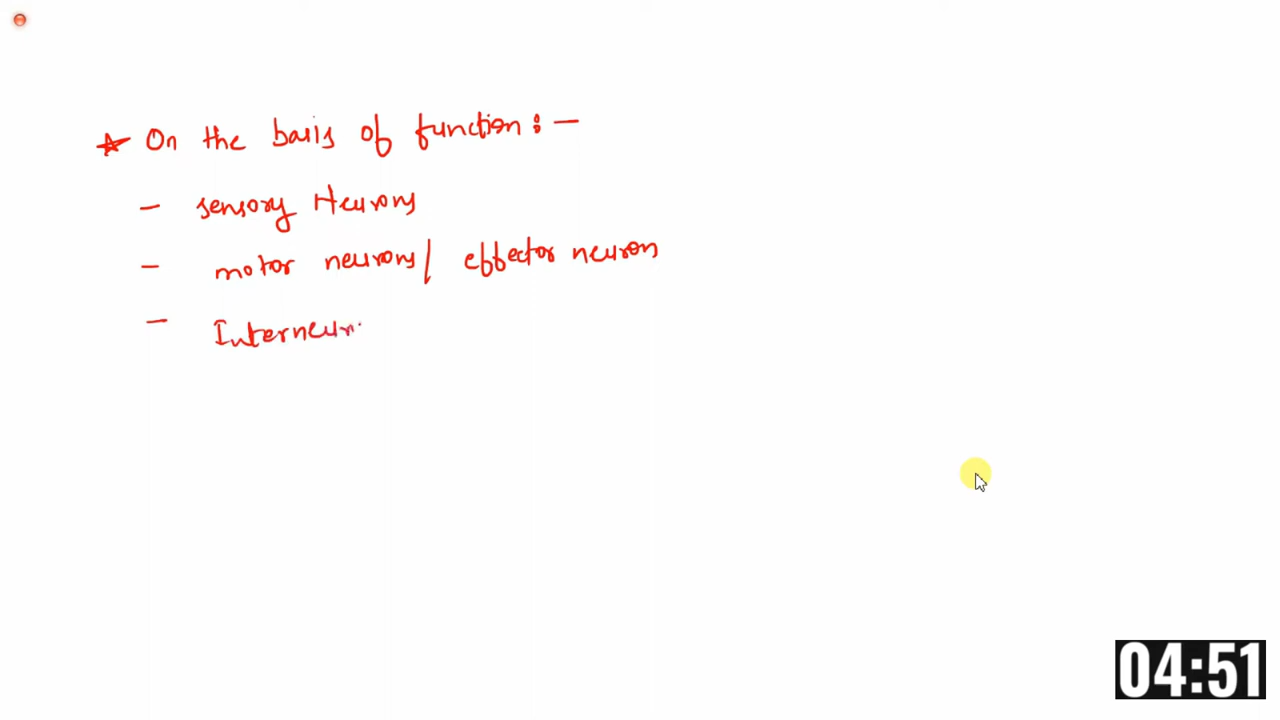 ★ On the basis of function :-
- sensory Neurons
- motor neurons/ effector neuron
- Interneur
04:51